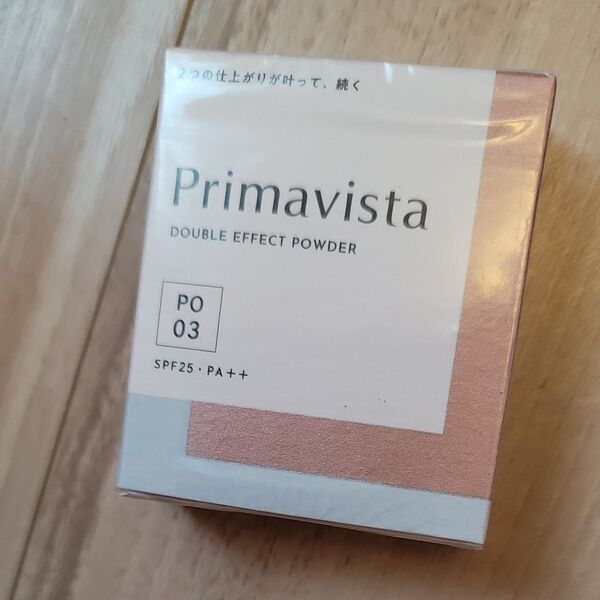 2つの仕上がりが叶って、続く
Primavista
DOUBLE EFFECT POWDER
PO
03
SPF25・PA++